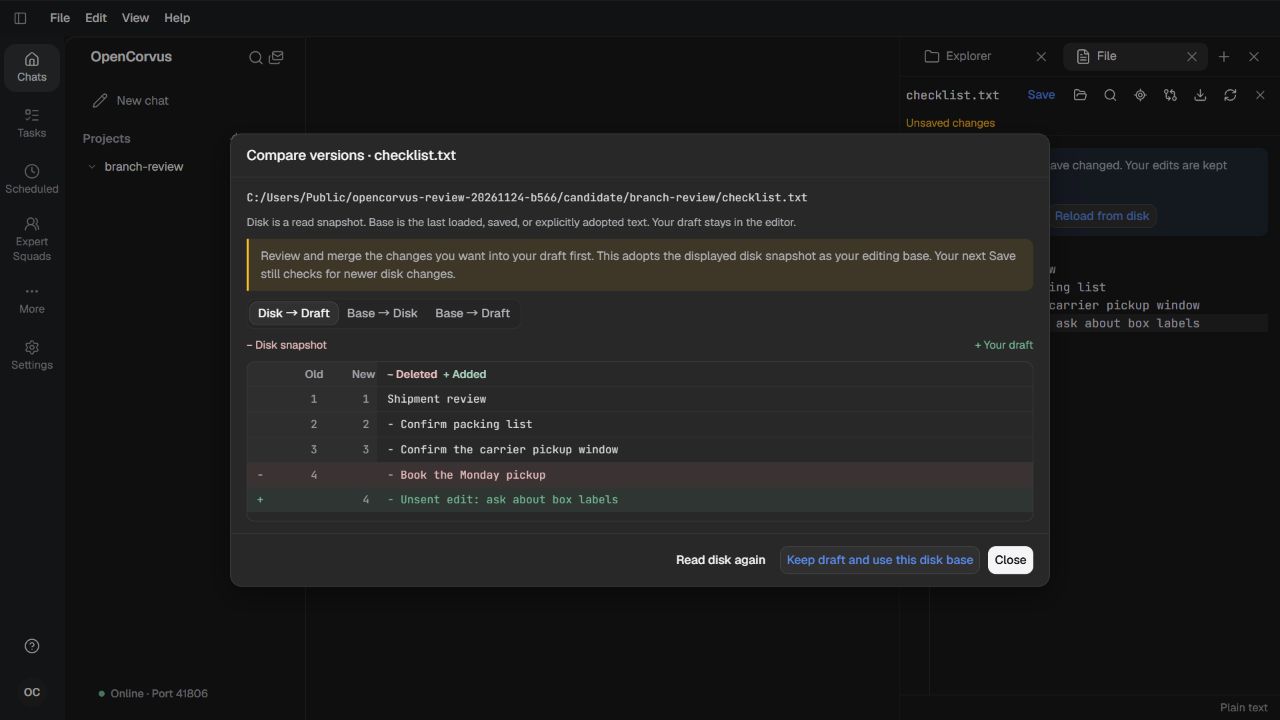 File Edit View Help
OpenCorvus
Chats
New chat
Tasks
Projects
branch-review
Scheduled
Expert
Squads
More
Settings
OC
Online · Port 41806
Explorer
File
checklist.txt Save
Unsaved changes
ave changed. Your edits are kept
Reload from disk
w
ing list
carrier pickup window
ask about box labels
Plain text
Compare versions · checklist.txt
C:/Users/Public/opencorvus-review-20261124-b566/candidate/branch-review/checklist.txt
Disk is a read snapshot. Base is the last loaded, saved, or explicitly adopted text. Your draft stays in the editor.
Review and merge the changes you want into your draft first. This adopts the displayed disk snapshot as your editing base. Your next Save
still checks for newer disk changes.
Disk → Draft Base → Disk Base → Draft
− Disk snapshot + Your draft
Old New − Deleted + Added
1 1 Shipment review
2 2 - Confirm packing list
3 3 - Confirm the carrier pickup window
- 4 - Book the Monday pickup
+ 4 - Unsent edit: ask about box labels
Read disk again Keep draft and use this disk base Close